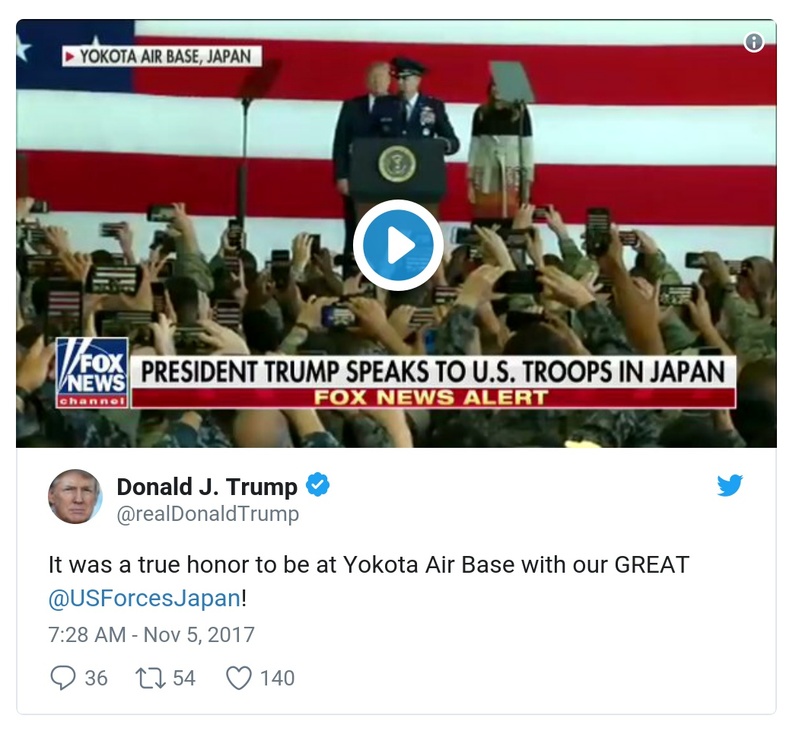 YOKOTA AIR BASE, JAPAN
FOX
NEWS
channel
PRESIDENT TRUMP SPEAKS TO U.S. TROOPS IN JAPAN
FOX NEWS ALERT
Donald J. Trump
@realDonaldTrump
It was a true honor to be at Yokota Air Base with our GREAT
@USForcesJapan!
7:28 AM - Nov 5, 2017
36 54 140